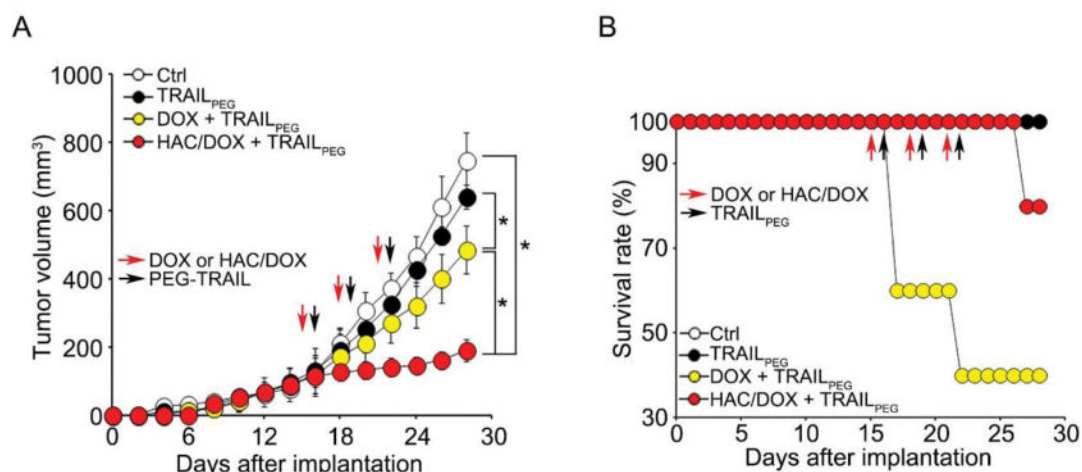 A
Tumor volume (mm³)
1000
800
600
400
200
0
Ctrl
TRAILPEG
DOX + TRAILPEG
HAC/DOX + TRAILPEG
DOX or HAC/DOX
PEG-TRAIL
*
*
*
0 6 12 18 24 30
Days after implantation
B
Survival rate (%)
100
90
70
50
30
DOX or HAC/DOX
TRAILPEG
Ctrl
TRAILPEG
DOX + TRAILPEG
HAC/DOX + TRAILPEG
0 5 10 15 20 25 30
Days after implantation